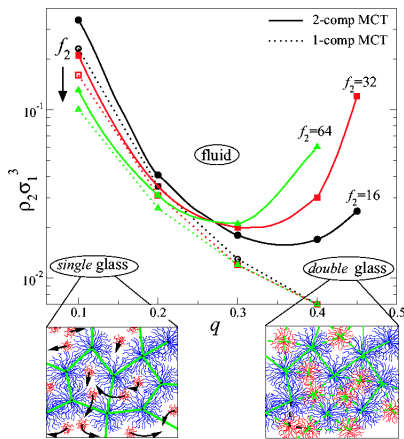 2-comp MCT
1-comp MCT
f₂
f₂=32
f₂=64
f₂=16
fluid
10⁻¹
10⁻²
ρ₂σ₁³
single glass
double glass
0.1 0.2 0.3 0.4 0.5
q